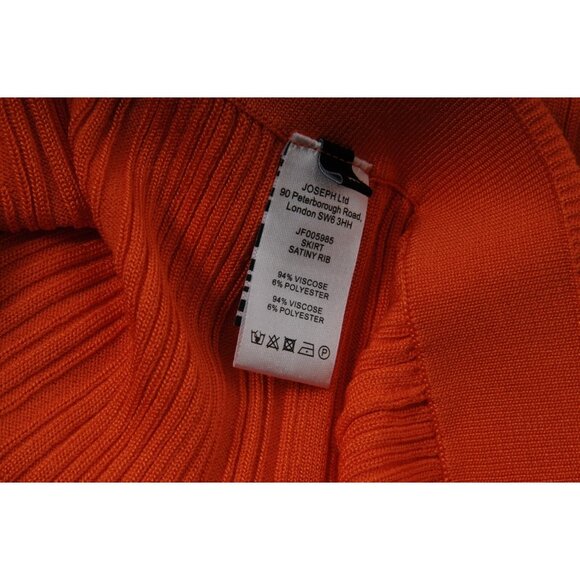 JOSEPH Ltd
90 Peterborough Road,
London SW6 3HH
JF005985
SKIRT
SATINY RIB
94% VISCOSE
6% POLYESTER
94% VISCOSE
6% POLYESTER
P